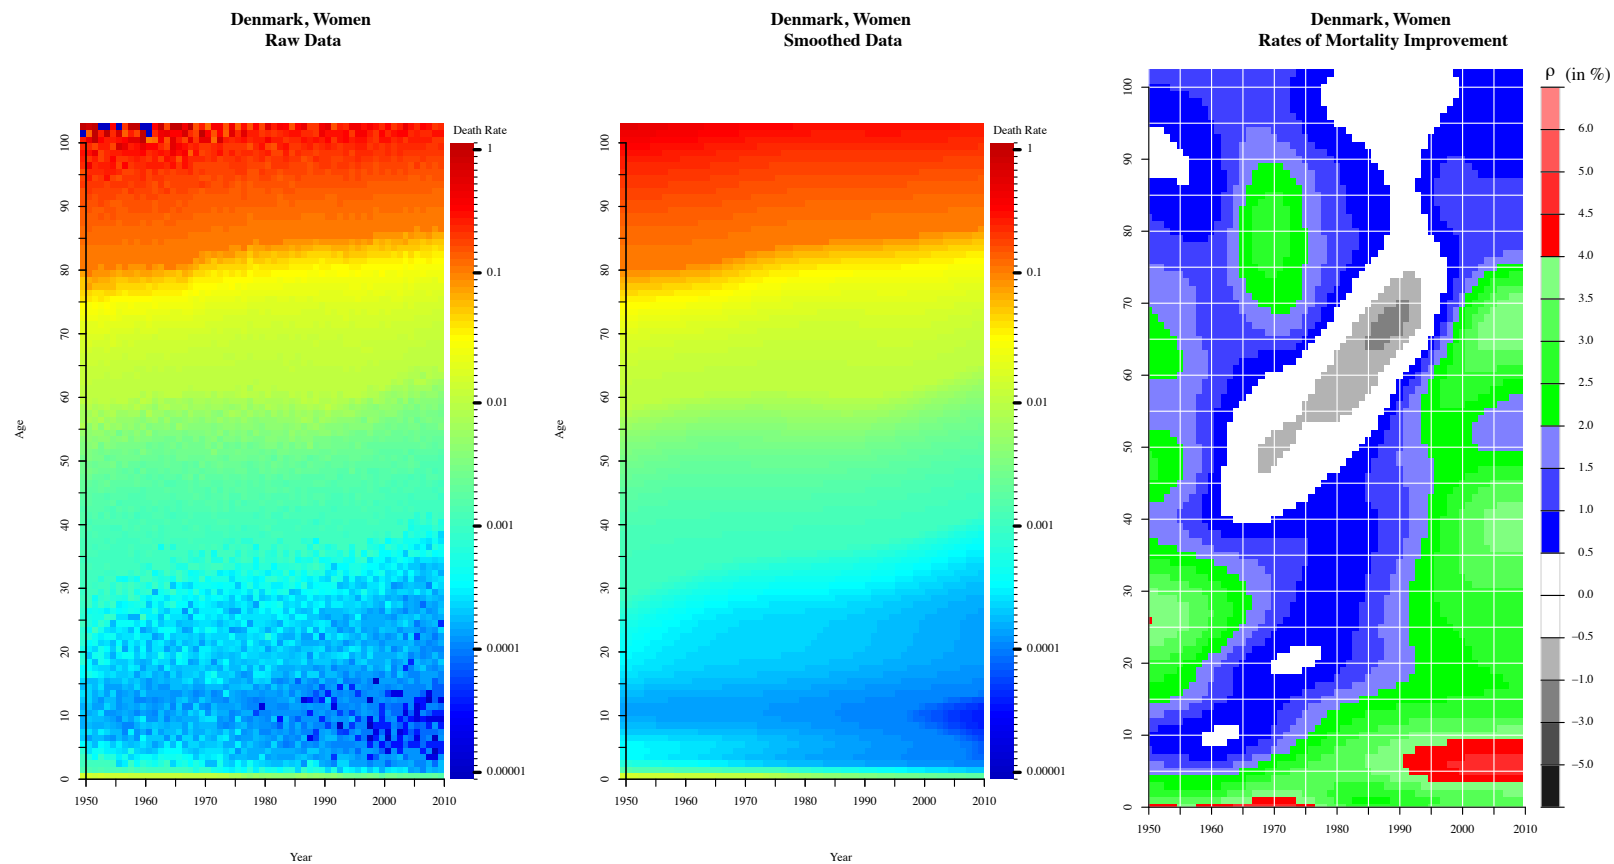 Denmark, Women
Raw Data
Death Rate
1
0.1
0.01
0.001
0.0001
0.00001
Age
0 10 20 30 40 50 60 70 80 90 100
1950 1960 1970 1980 1990 2000 2010
Year
Denmark, Women
Smoothed Data
Death Rate
1
0.1
0.01
0.001
0.0001
0.00001
Age
0 10 20 30 40 50 60 70 80 90 100
1950 1960 1970 1980 1990 2000 2010
Year
Denmark, Women
Rates of Mortality Improvement
ρ (in %)
6.0
5.0
4.5
4.0
3.5
3.0
2.5
2.0
1.5
1.0
0.5
0.0
−0.5
−1.0
−3.0
−5.0
0 10 20 30 40 50 60 70 80 90 100
1950 1960 1970 1980 1990 2000 2010